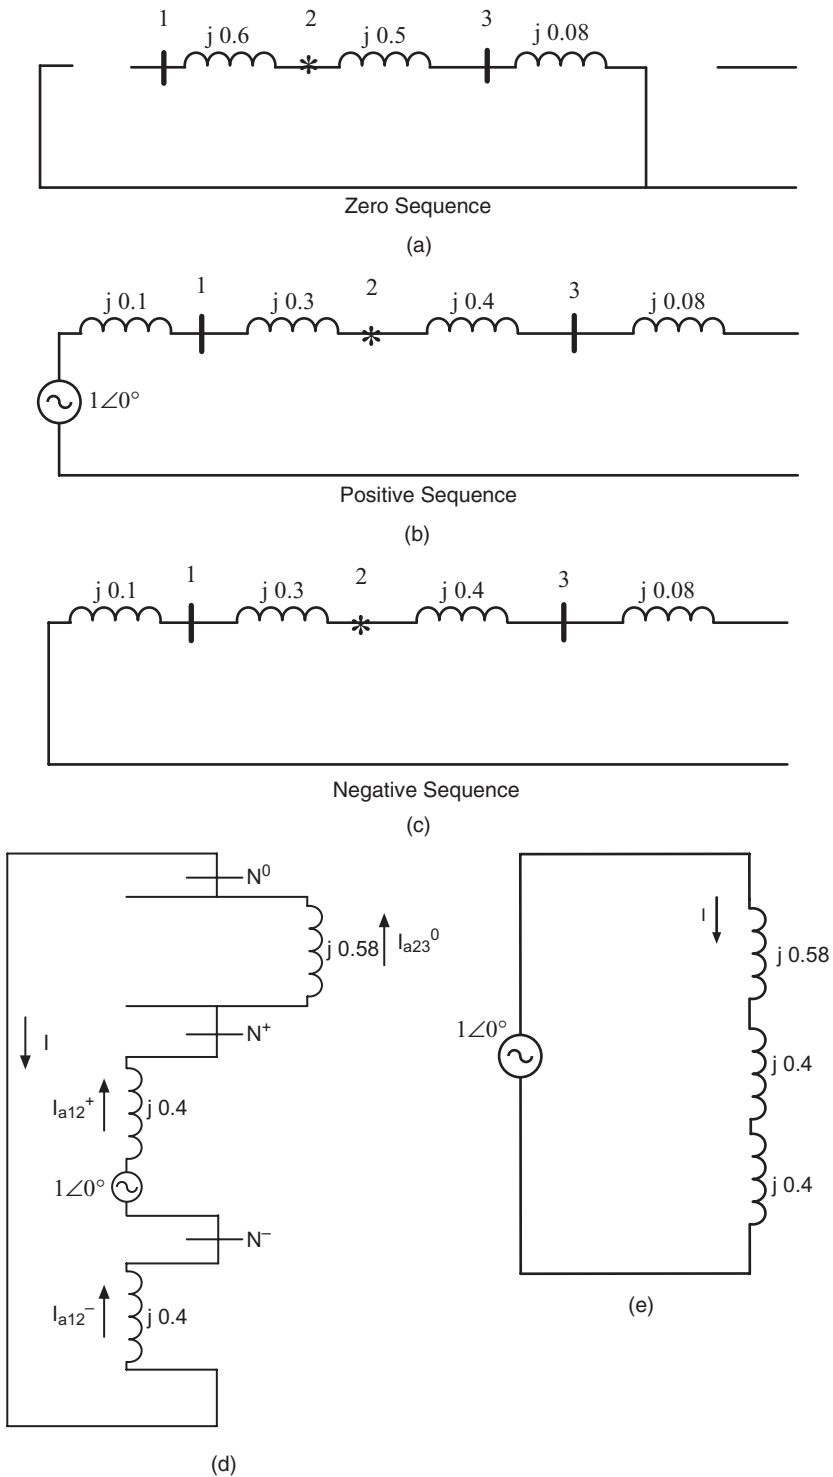 1 2 3
j 0.6 j 0.5 j 0.08
Zero Sequence
(a)
j 0.1 1 j 0.3 2 j 0.4 3 j 0.08
1∠0°
Positive Sequence
(b)
j 0.1 1 j 0.3 2 j 0.4 3 j 0.08
Negative Sequence
(c)
N⁰
j 0.58 Iₐ₂₃⁰
I
N⁺
Iₐ₁₂⁺ j 0.4
1∠0°
N⁻
Iₐ₁₂⁻ j 0.4
(d)
I
j 0.58
1∠0°
j 0.4
j 0.4
(e)